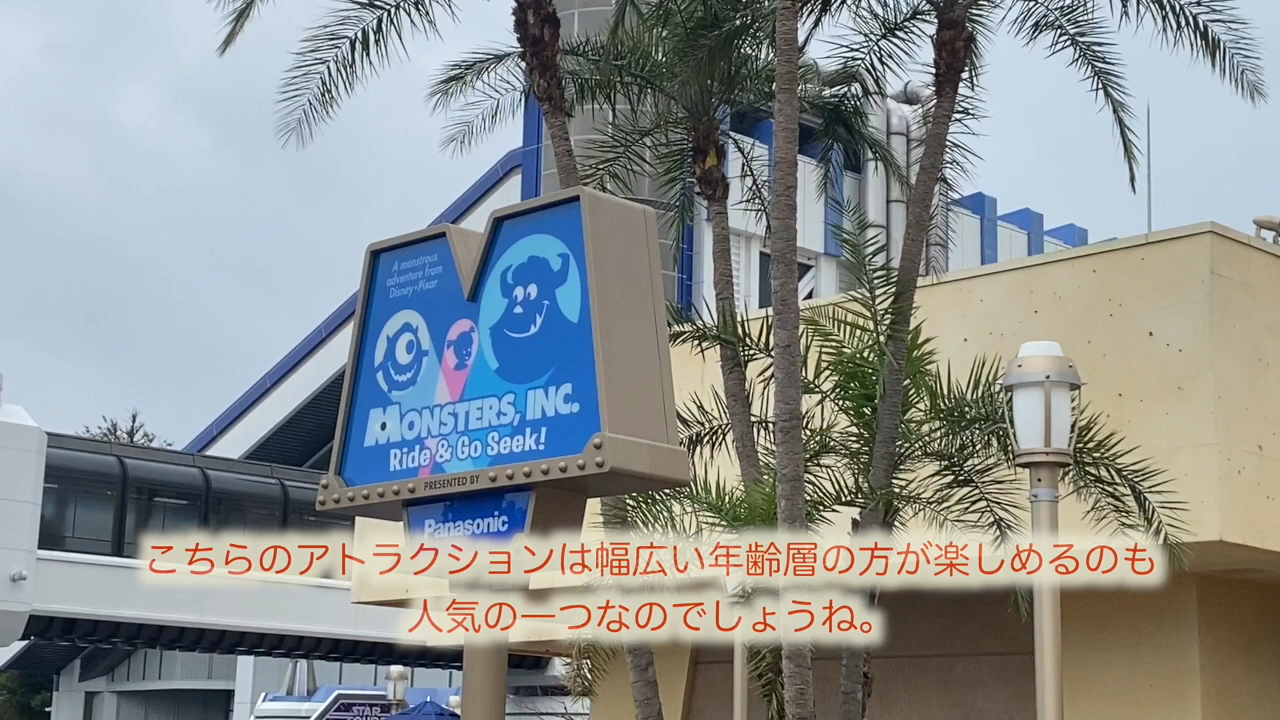 A monstrous
adventure from
Disney•Pixar
MONSTERS, INC.
Ride & Go Seek!
PRESENTED BY
Panasonic
こちらのアトラクションは幅広い年齢層の方が楽しめるのも
人気の一つなのでしょうね。
STAR
TOURS